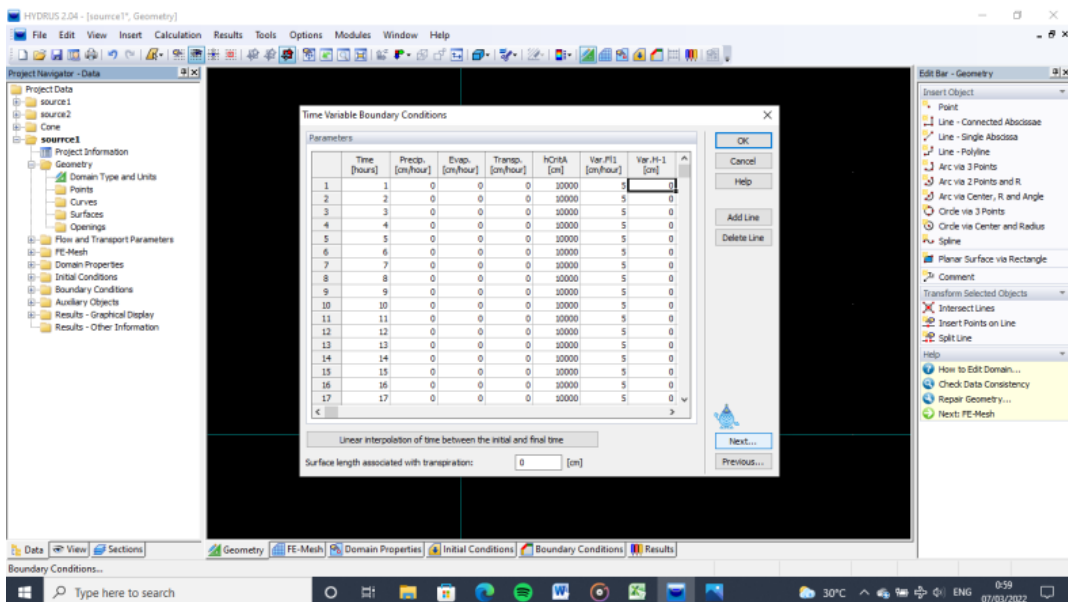 HYDRUS 2.04 - [sourrce1*, Geometry]
File Edit View Insert Calculation Results Tools Options Modules Window Help
Project Navigator - Data
Project Data
source1
source2
Cone
sourrce1
Project Information
Geometry
Domain Type and Units
Points
Curves
Surfaces
Openings
Flow and Transport Parameters
FE-Mesh
Domain Properties
Initial Conditions
Boundary Conditions
Auxiliary Objects
Results - Graphical Display
Results - Other Information
Data View Sections
Time Variable Boundary Conditions
Parameters
Time Precip. Evap. Transp. hCritA Var.Fl1 Var.H-1
[hours] [cm/hour] [cm/hour] [cm/hour] [cm] [cm/hour] [cm]
1 1 0 0 0 10000 5 0
2 2 0 0 0 10000 5 0
3 3 0 0 0 10000 5 0
4 4 0 0 0 10000 5 0
5 5 0 0 0 10000 5 0
6 6 0 0 0 10000 5 0
7 7 0 0 0 10000 5 0
8 8 0 0 0 10000 5 0
9 9 0 0 0 10000 5 0
10 10 0 0 0 10000 5 0
11 11 0 0 0 10000 5 0
12 12 0 0 0 10000 5 0
13 13 0 0 0 10000 5 0
14 14 0 0 0 10000 5 0
15 15 0 0 0 10000 5 0
16 16 0 0 0 10000 5 0
17 17 0 0 0 10000 5 0
Linear interpolation of time between the initial and final time
Surface length associated with transpiration: 0 [cm]
OK
Cancel
Help
Add Line
Delete Line
Next...
Previous...
Geometry FE-Mesh Domain Properties Initial Conditions Boundary Conditions Results
Edit Bar - Geometry
Insert Object
Point
Line - Connected Abscissae
Line - Single Abscissa
Line - Polyline
Arc via 3 Points
Arc via 2 Points and R
Arc via Center, R and Angle
Circle via 3 Points
Circle via Center and Radius
Spline
Planar Surface via Rectangle
Comment
Transform Selected Objects
Intersect Lines
Insert Points on Line
Split Line
Help
How to Edit Domain...
Check Data Consistency
Repair Geometry...
Next: FE-Mesh
Boundary Conditions...
Type here to search
30°C ENG 0:59
07/03/2022